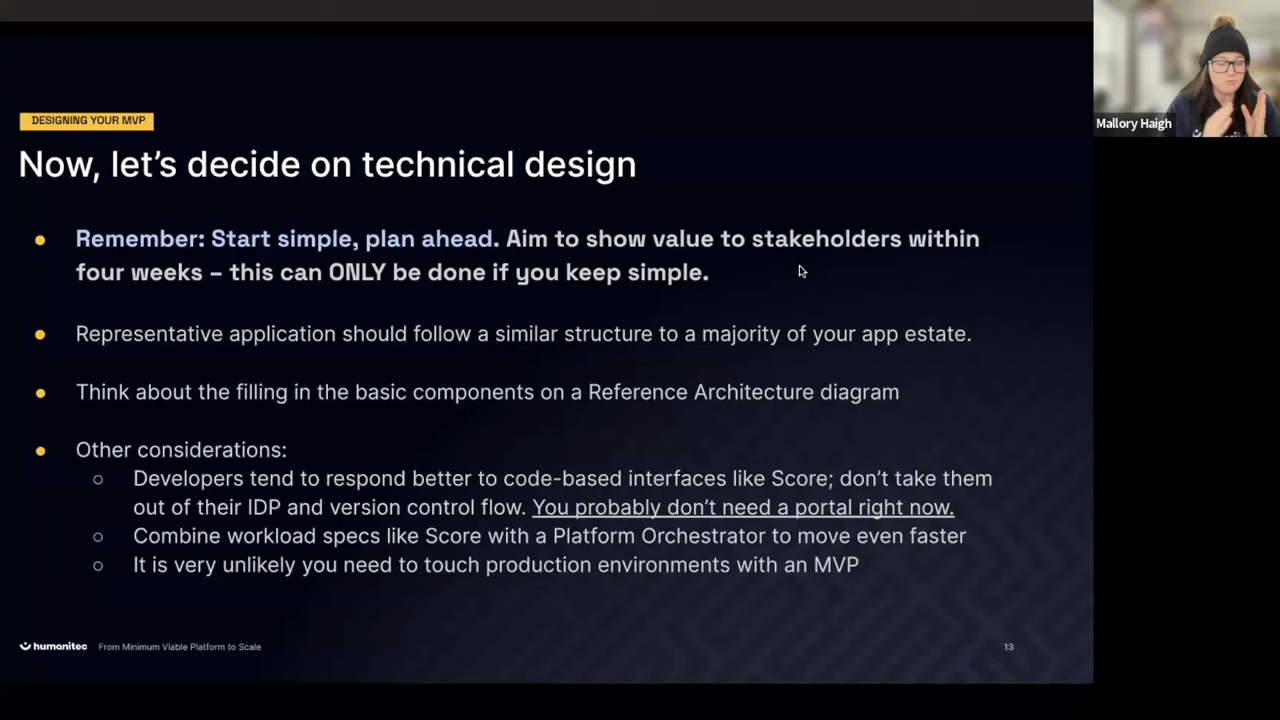 DESIGNING YOUR MVP
Now, let's decide on technical design
● Remember: Start simple, plan ahead. Aim to show value to stakeholders within
four weeks – this can ONLY be done if you keep simple.
● Representative application should follow a similar structure to a majority of your app estate.
● Think about the filling in the basic components on a Reference Architecture diagram
● Other considerations:
○ Developers tend to respond better to code-based interfaces like Score; don't take them
out of their IDP and version control flow. You probably don't need a portal right now.
○ Combine workload specs like Score with a Platform Orchestrator to move even faster
○ It is very unlikely you need to touch production environments with an MVP
humanitec From Minimum Viable Platform to Scale 13
Mallory Haigh